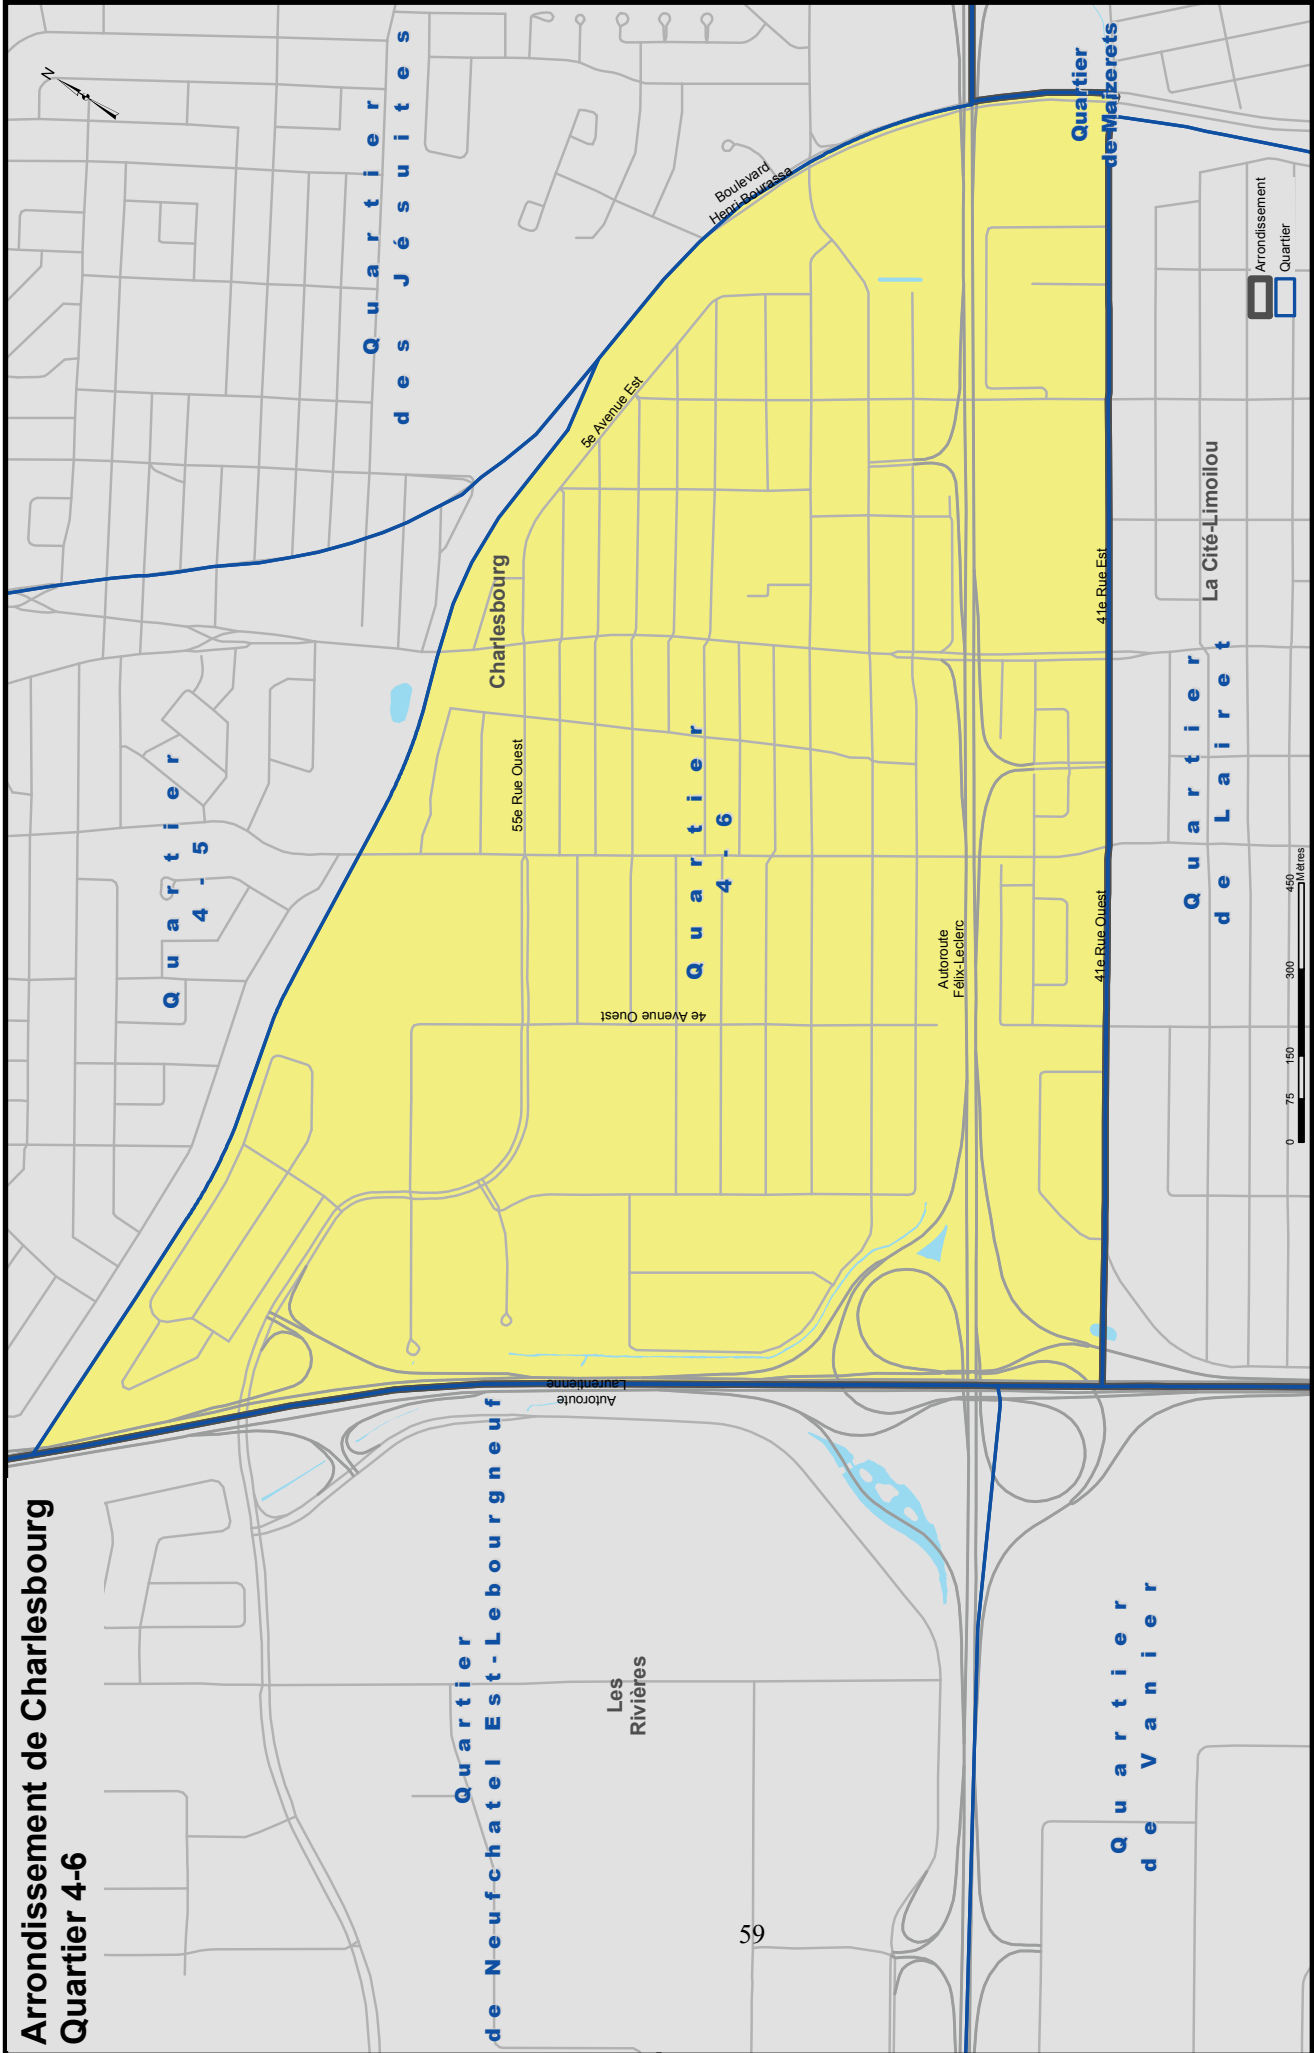 Arrondissement de Charlesbourg
Quartier 4-6
N
Quartier
des Jésuites
Quartier
de Maizerets
Boulevard
Henri-Bourassa
Arrondissement
Quartier
5e Avenue Est
Charlesbourg
La Cité-Limoilou
41e Rue Est
Quartier
4-5
55e Rue Ouest
Quartier
4-6
Quartier
de Lairet
4e Avenue Ouest
Autoroute
Félix-Leclerc
41e Rue Ouest
0 75 150 300 450
Mètres
Autoroute
Laurentienne
Quartier
de Neufchatel Est-Lebourgneuf
Les
Rivières
Quartier
de Vanier
59